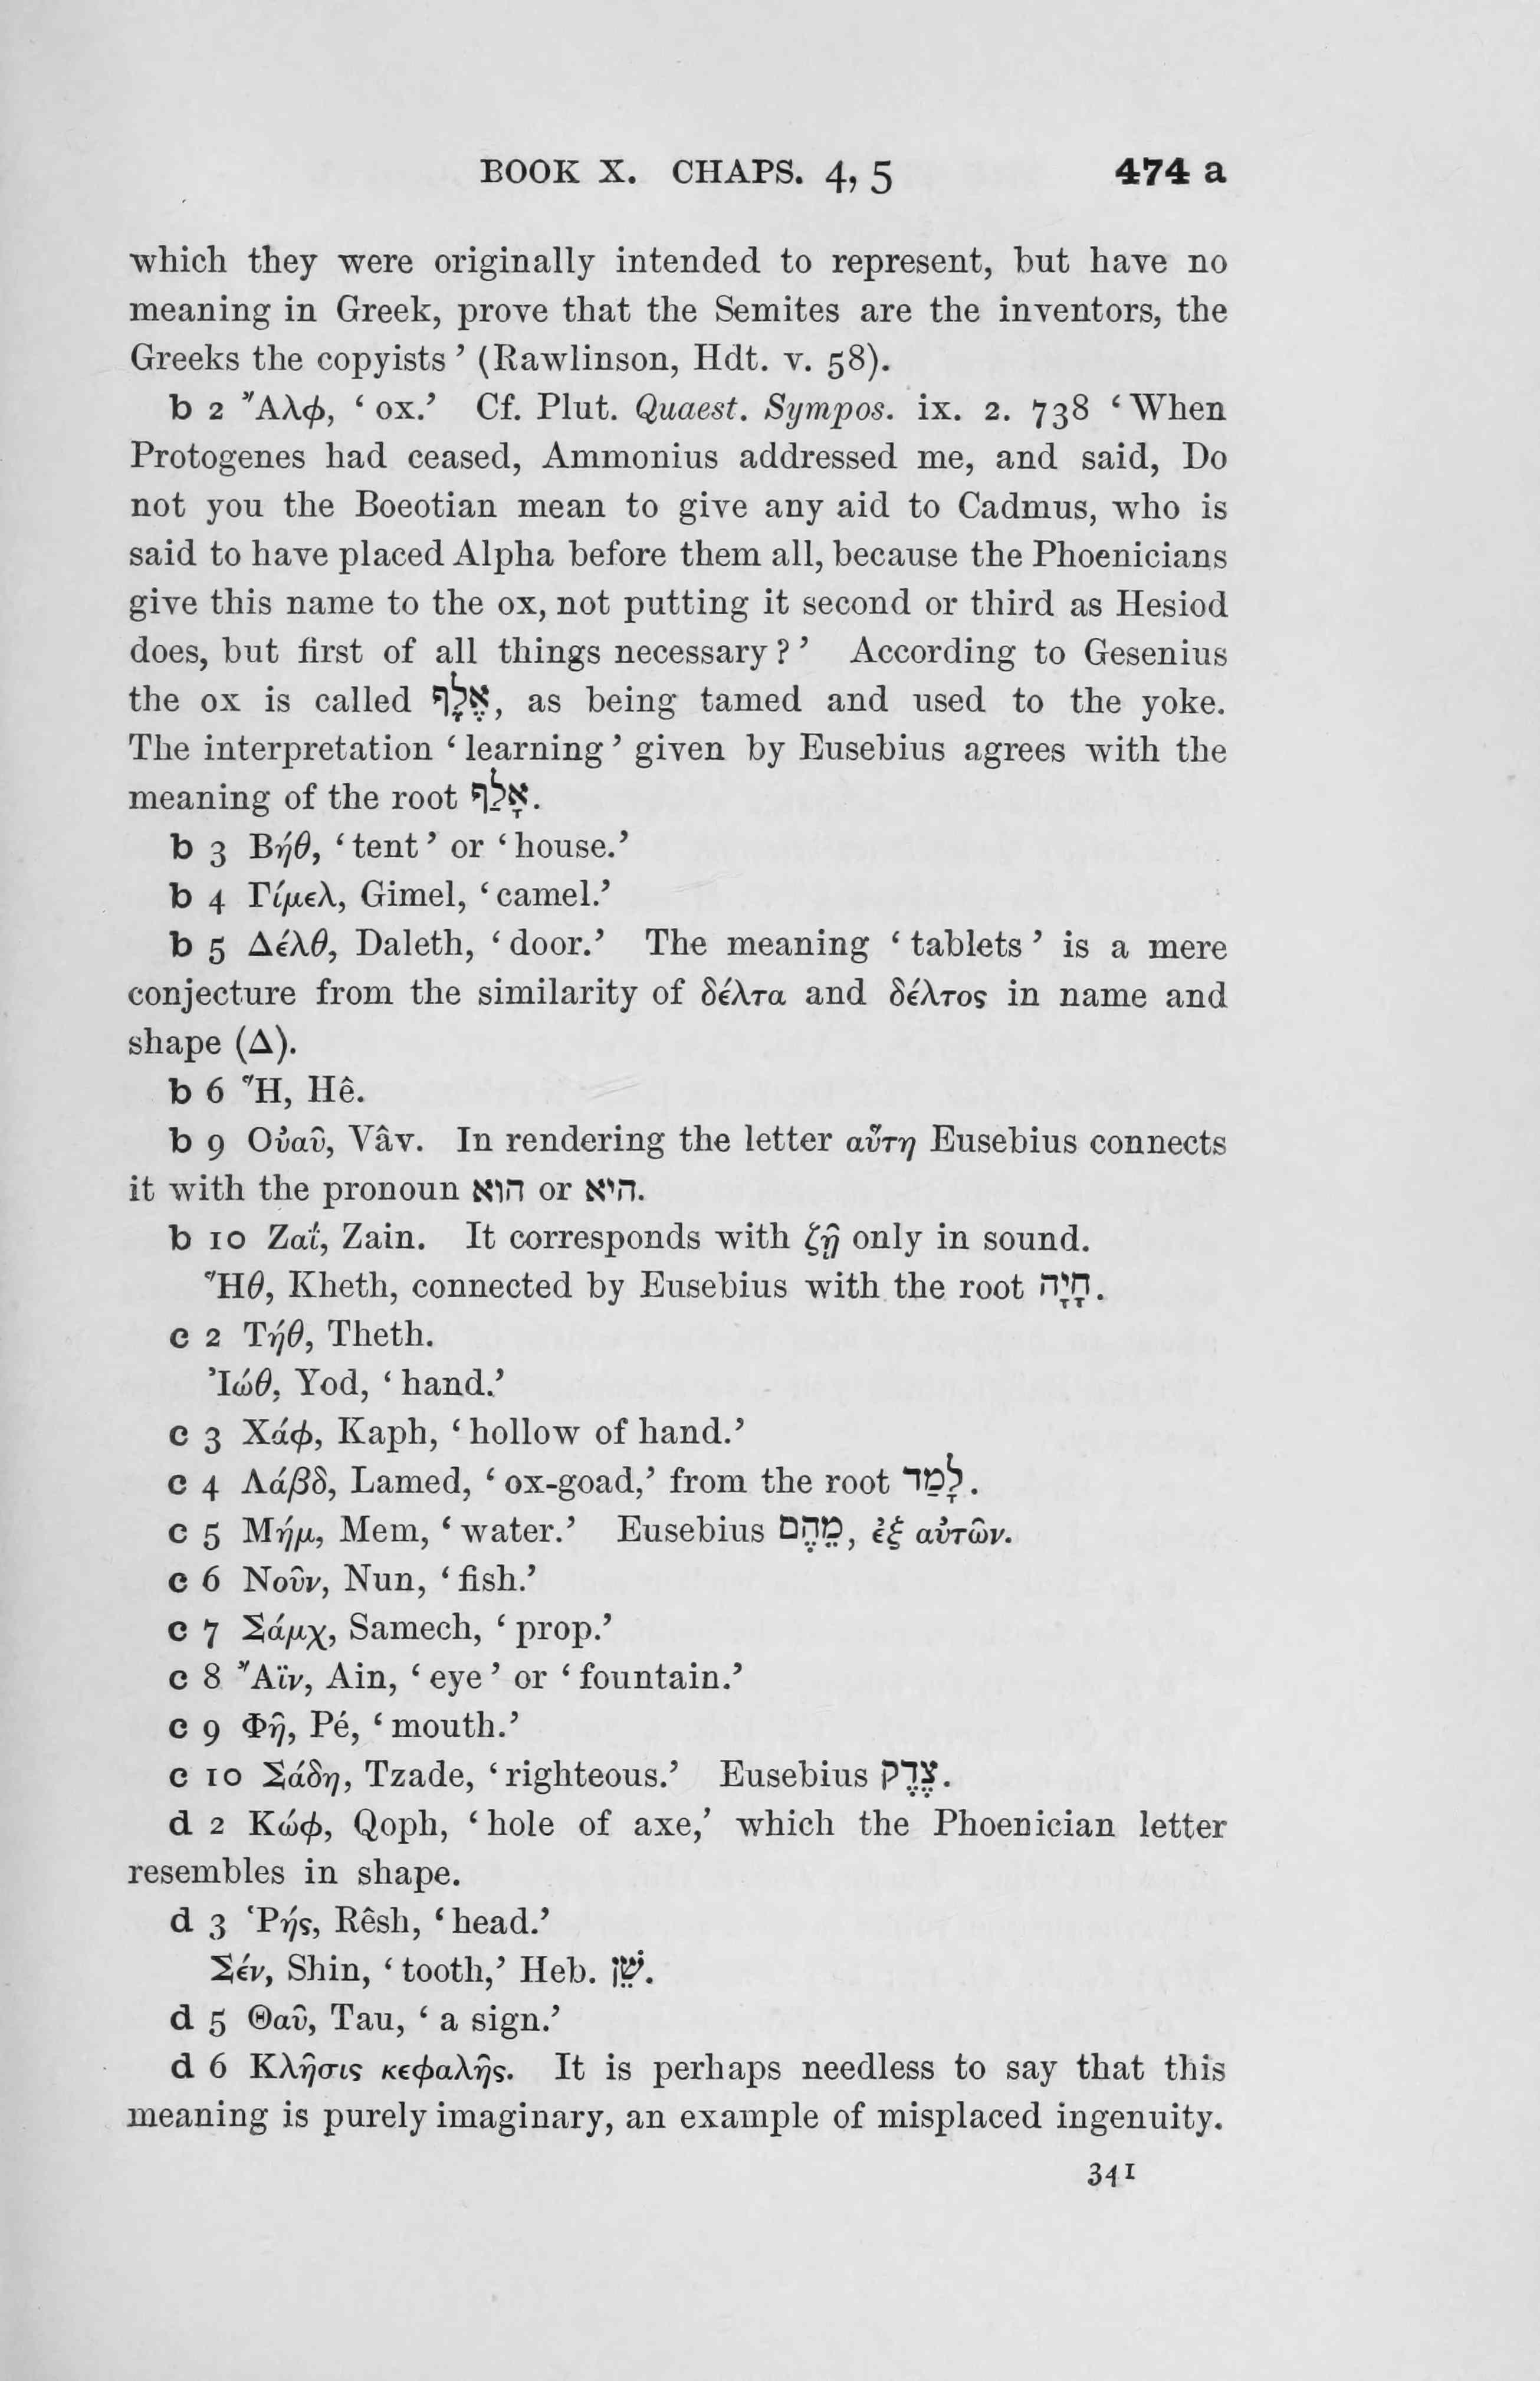 BOOK X. CHAPS. 4, 5 474 a
which they were originally intended to represent, but have no
meaning in Greek, prove that the Semites are the inventors, the
Greeks the copyists ’ (Rawlinson, Hdt. v. 58).
b 2 Ἄλφ, ‘ ox.’ Cf. Plut. Quaest. Sympos. ix. 2. 738 ‘ When
Protogenes had ceased, Ammonius addressed me, and said, Do
not you the Boeotian mean to give any aid to Cadmus, who is
said to have placed Alpha before them all, because the Phoenicians
give this name to the ox, not putting it second or third as Hesiod
does, but first of all things necessary ? ’ According to Gesenius
the ox is called אֶלֶף, as being tamed and used to the yoke.
The interpretation ‘ learning ’ given by Eusebius agrees with the
meaning of the root אָלַף.
b 3 Βήθ, ‘ tent ’ or ‘ house.’
b 4 Γίμελ, Gimel, ‘ camel.’
b 5 Δέλθ, Daleth, ‘ door.’ The meaning ‘ tablets ’ is a mere
conjecture from the similarity of δέλτα and δέλτος in name and
shape (Δ).
b 6 Ἥ, Hê.
b 9 Οὐαῦ, Vâv. In rendering the letter αὕτη Eusebius connects
it with the pronoun הוא or היא.
b 10 Ζαΐ, Zain. It corresponds with ζῇ only in sound.
Ἥθ, Kheth, connected by Eusebius with the root חָיָה.
c 2 Τήθ, Theth.
Ἰώθ, Yod, ‘ hand.’
c 3 Χάφ, Kaph, ‘ hollow of hand.’
c 4 Λάβδ, Lamed, ‘ ox-goad,’ from the root לָמַד.
c 5 Μήμ, Mem, ‘ water.’ Eusebius מֵהֶם, ἐξ αὐτῶν.
c 6 Νοῦν, Nun, ‘ fish.’
c 7 Σάμχ, Samech, ‘ prop.’
c 8 Ἄϊν, Ain, ‘ eye ’ or ‘ fountain.’
c 9 Φῆ, Pé, ‘ mouth.’
c 10 Σάδη, Tzade, ‘ righteous.’ Eusebius צֶדֶק.
d 2 Κώφ, Qoph, ‘ hole of axe,’ which the Phoenician letter
resembles in shape.
d 3 Ῥής, Rêsh, ‘ head.’
Σέν, Shin, ‘ tooth,’ Heb. שֵׁן.
d 5 Θαῦ, Tau, ‘ a sign.’
d 6 Κλῆσις κεφαλῆς. It is perhaps needless to say that this
meaning is purely imaginary, an example of misplaced ingenuity.
341